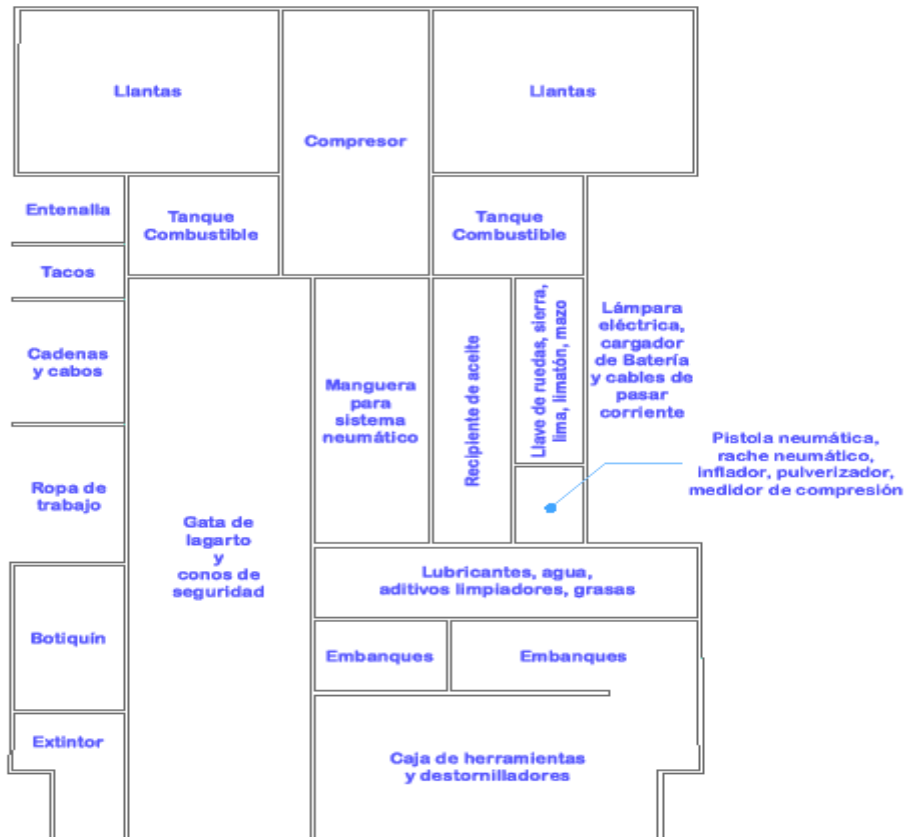 Llantas
Compresor
Llantas
Entenalla
Tanque
Combustible
Tanque
Combustible
Tacos
Cadenas
y cabos
Ropa de
trabajo
Botiquín
Extintor
Gata de
lagarto
y
conos de
seguridad
Manguera
para
sistema
neumático
Recipiente de aceite
Llave de ruedas, sierra,
lima, limatón, mazo
Lámpara
eléctrica,
cargador
de Batería
y cables de
pasar
corriente
Pistola neumática,
rache neumático,
inflador, pulverizador,
medidor de compresión
Lubricantes, agua,
aditivos limpiadores, grasas
Embanques
Embanques
Caja de herramientas
y destornilladores